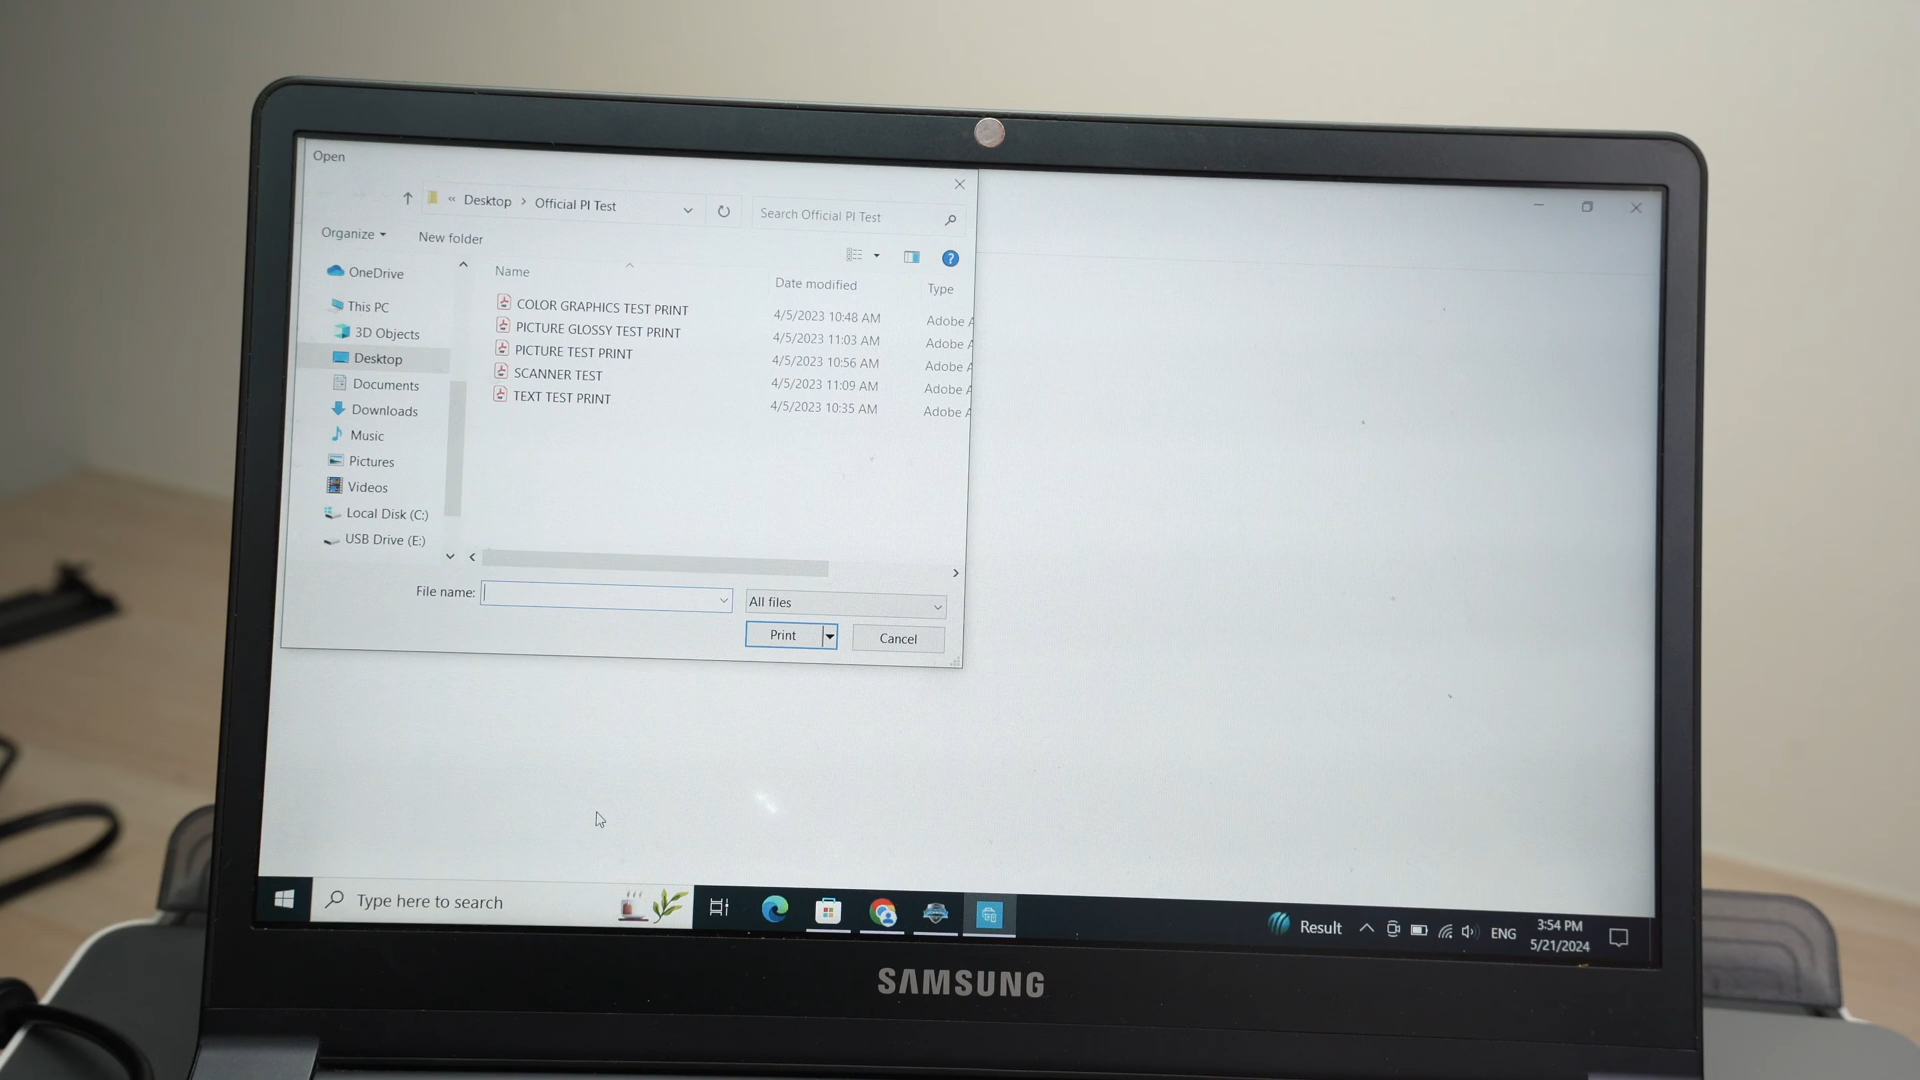 Open
« Desktop > Official PI Test
Search Official PI Test
Organize
New folder
Name
Date modified
Type
OneDrive
This PC
3D Objects
Desktop
Documents
Downloads
Music
Pictures
Videos
Local Disk (C:)
USB Drive (E:)
COLOR GRAPHICS TEST PRINT 4/5/2023 10:48 AM Adobe A
PICTURE GLOSSY TEST PRINT 4/5/2023 11:03 AM Adobe A
PICTURE TEST PRINT 4/5/2023 10:56 AM Adobe A
SCANNER TEST 4/5/2023 11:09 AM Adobe A
TEXT TEST PRINT 4/5/2023 10:35 AM Adobe A
File name:
All files
Print
Cancel
Type here to search
Result
ENG
3:54 PM
5/21/2024
SAMSUNG